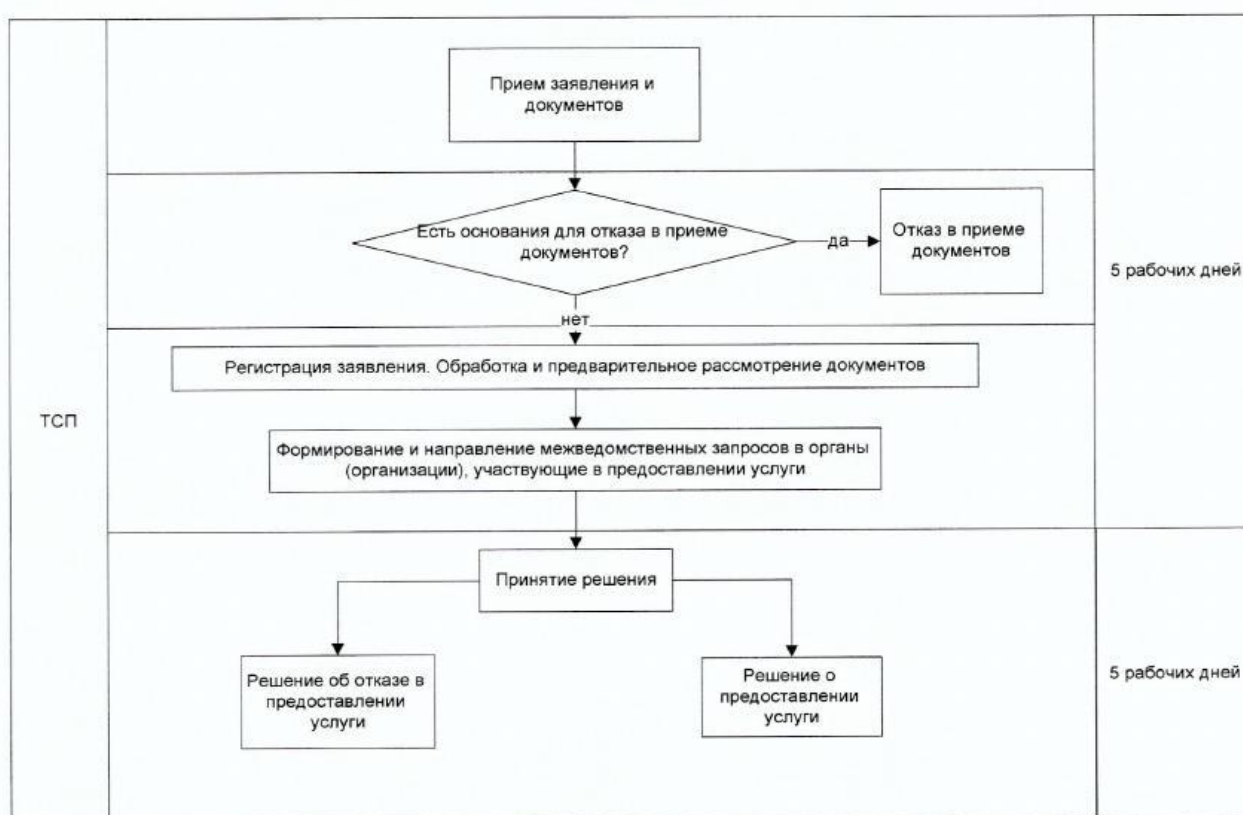 Прием заявления и
документов
Есть основания для отказа в приеме
документов?
да
Отказ в приеме
документов
5 рабочих дней
нет
Регистрация заявления. Обработка и предварительное рассмотрение документов
ТСП
Формирование и направление межведомственных запросов в органы
(организации), участвующие в предоставлении услуги
Принятие решения
Решение об отказе в
предоставлении
услуги
Решение о
предоставлении
услуги
5 рабочих дней